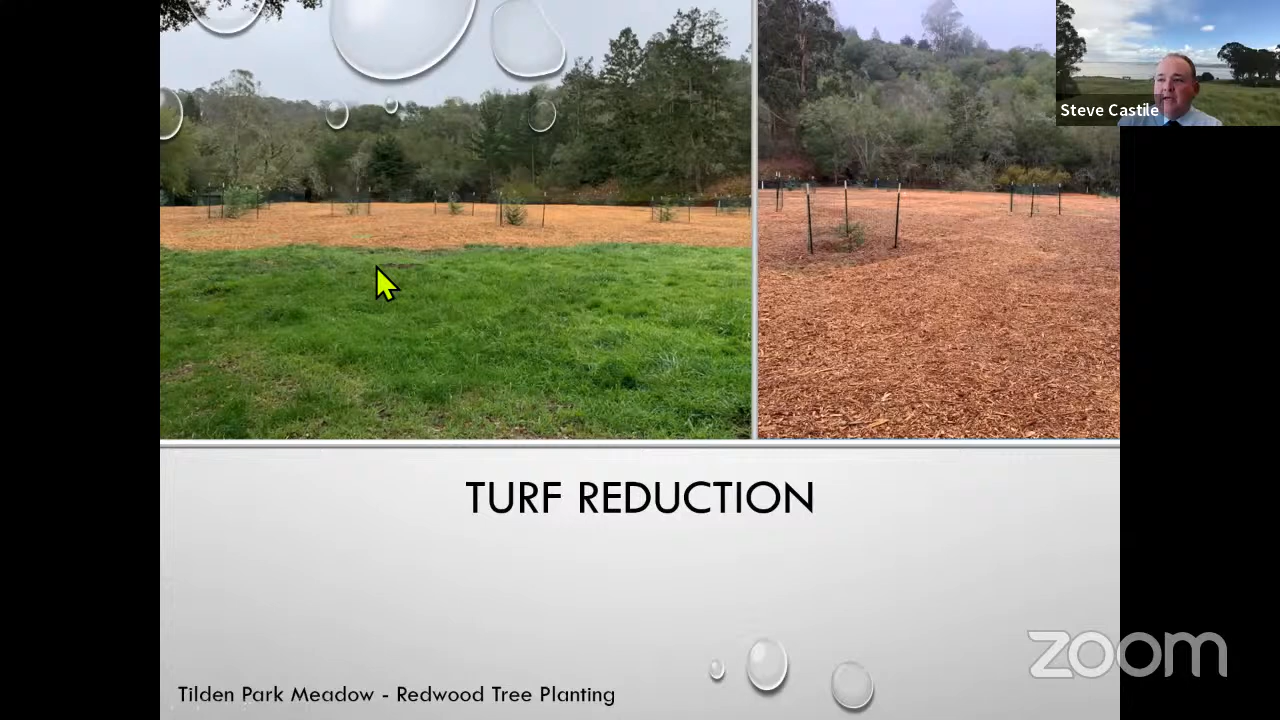 Steve Castile
TURF REDUCTION
Tilden Park Meadow - Redwood Tree Planting
zoom